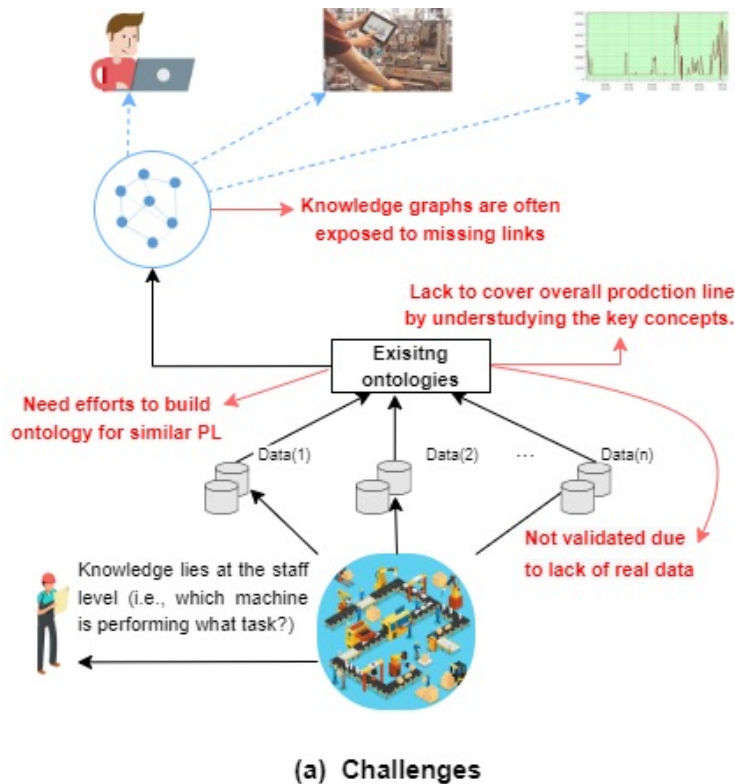 Knowledge graphs are often
exposed to missing links
Lack to cover overall prodction line
by understudying the key concepts.
Exisitng
ontologies
Need efforts to build
ontology for similar PL
Data(1)
Data(2)
...
Data(n)
Not validated due
to lack of real data
Knowledge lies at the staff
level (i.e., which machine
is performing what task?)
(a) Challenges